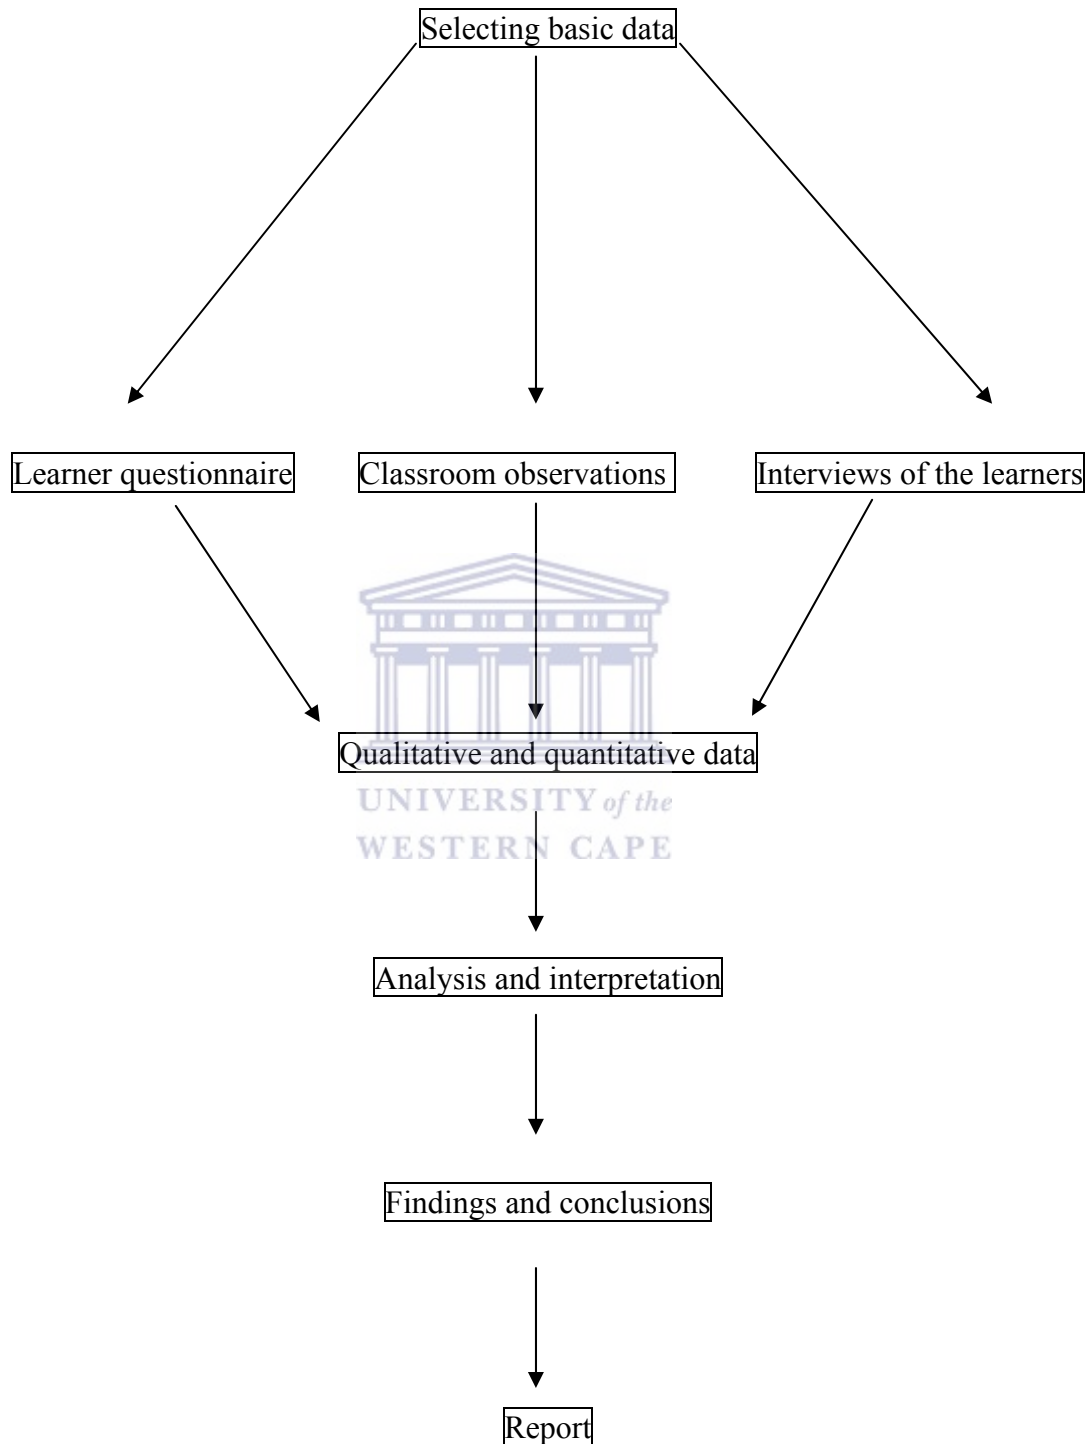 Selecting basic data
Learner questionnaire
Classroom observations
Interviews of the learners
Qualitative and quantitative data
UNIVERSITY of the
WESTERN CAPE
Analysis and interpretation
Findings and conclusions
Report